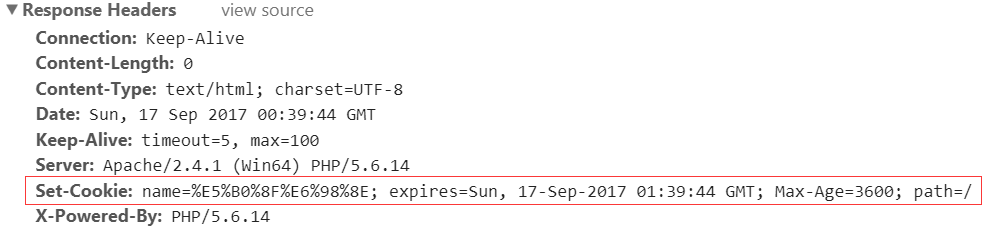 ▼ Response Headers view source
Connection: Keep-Alive
Content-Length: 0
Content-Type: text/html; charset=UTF-8
Date: Sun, 17 Sep 2017 00:39:44 GMT
Keep-Alive: timeout=5, max=100
Server: Apache/2.4.1 (Win64) PHP/5.6.14
Set-Cookie: name=%E5%B0%8F%E6%98%8E; expires=Sun, 17-Sep-2017 01:39:44 GMT; Max-Age=3600; path=/
X-Powered-By: PHP/5.6.14